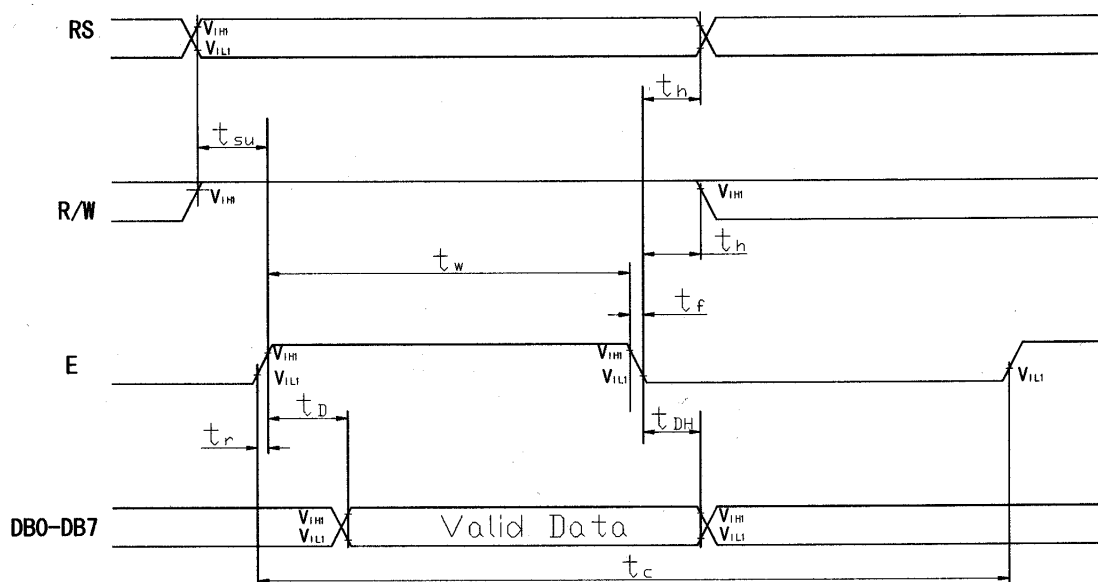 RS
VIH1
VIL1
th
tsu
R/W
VIH1
VIH1
th
tw
tf
E
VIH1
VIL1
VIH1
VIL1
VIL1
tD
tDH
tr
DB0-DB7
VIH1
VIL1
Valid Data
VIH1
VIL1
tc